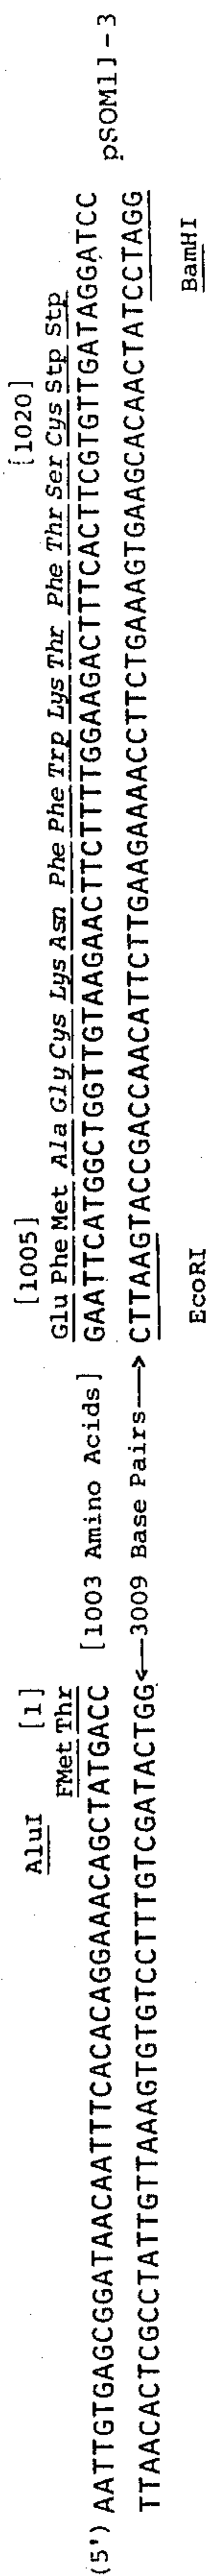 AluI [1] [1005] [1020]
FMet Thr Glu Phe Met Ala Gly Cys Lys Asn Phe Phe Trp Lys Thr Phe Thr Ser Cys Stp Stp
(5') AATTGTGAGCGGATAACAATTTCACACAGGAAACAGCTATGACC [1003 Amino Acids] GAATTCATGGCTGGTTGTAAGAACTTCTTTTGGAAGACTTTCACTTCGTGTTGATAGGATCC pSOM11-3
TTAACACTCGCCTATTGTTAAAGTGTGTCCTTTGTCGATACTGG ←3009 Base Pairs→ CTTAAGTACCGACCAACATTCTTGAAGAAAACCTTCTGAAAGTGAAGCACAACTATCCTAGG
EcoRI BamHI